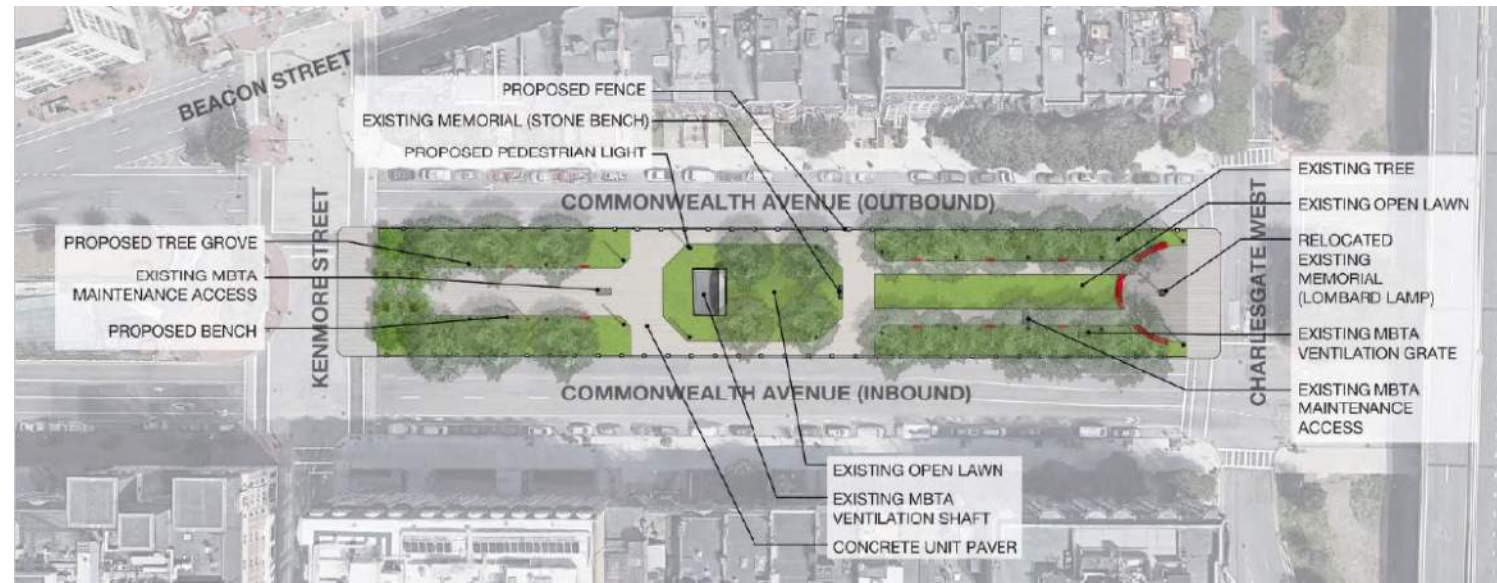 BEACON STREET
PROPOSED FENCE
EXISTING MEMORIAL (STONE BENCH)
PROPOSED PEDESTRIAN LIGHT
COMMONWEALTH AVENUE (OUTBOUND)
KENMORE STREET
PROPOSED TREE GROVE
EXISTING MBTA
MAINTENANCE ACCESS
PROPOSED BENCH
CHARLESGATE WEST
EXISTING TREE
EXISTING OPEN LAWN
RELOCATED
EXISTING
MEMORIAL
(LOMBARD LAMP)
EXISTING MBTA
VENTILATION GRATE
EXISTING MBTA
MAINTENANCE
ACCESS
COMMONWEALTH AVENUE (INBOUND)
EXISTING OPEN LAWN
EXISTING MBTA
VENTILATION SHAFT
CONCRETE UNIT PAVER